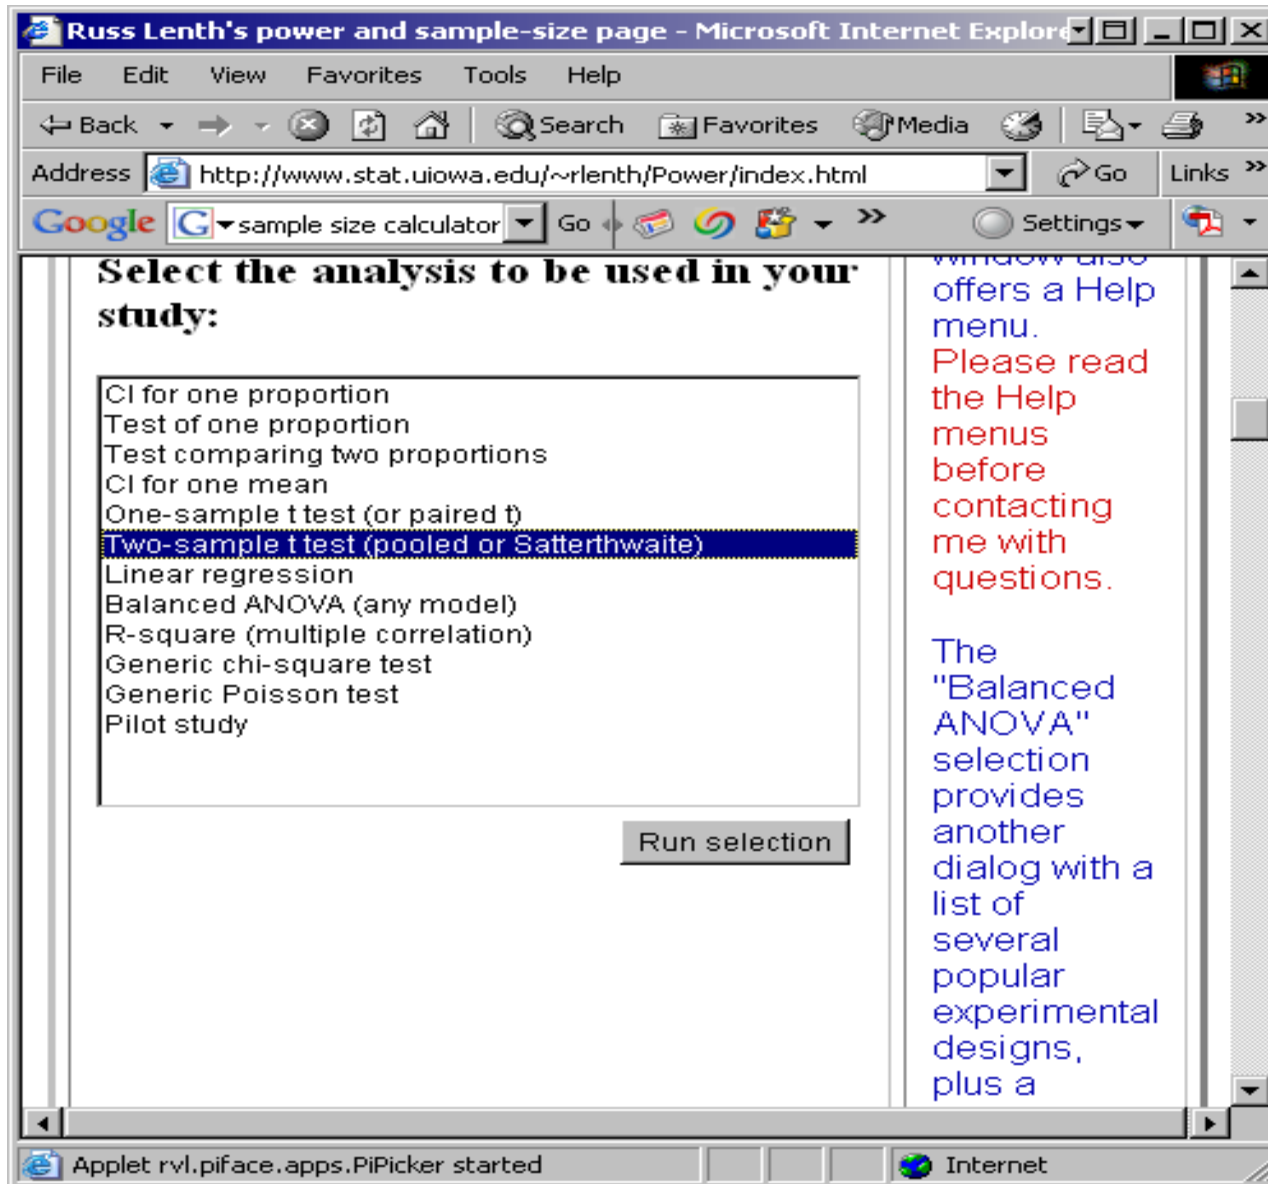 Russ Lenth's power and sample-size page - Microsoft Internet Explore
File Edit View Favorites Tools Help
Back Search Favorites Media
Address http://www.stat.uiowa.edu/~rlenth/Power/index.html Go Links »
Google G sample size calculator Go » Settings
Select the analysis to be used in your
study:
CI for one proportion
Test of one proportion
Test comparing two proportions
CI for one mean
One-sample t test (or paired t)
Two-sample t test (pooled or Satterthwaite)
Linear regression
Balanced ANOVA (any model)
R-square (multiple correlation)
Generic chi-square test
Generic Poisson test
Pilot study
Run selection
window also
offers a Help
menu.
Please read
the Help
menus
before
contacting
me with
questions.
The
"Balanced
ANOVA"
selection
provides
another
dialog with a
list of
several
popular
experimental
designs,
plus a
Applet rvl.piface.apps.PiPicker started Internet